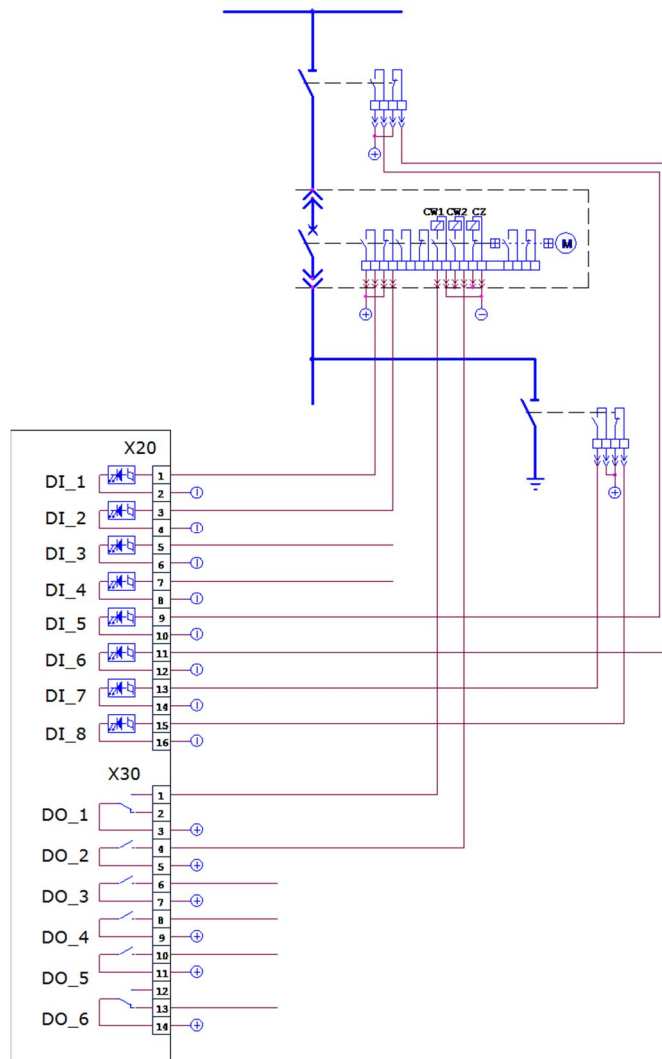 CW1 CW2 CZ
M
X20
DI_1 1
2
DI_2 3
4
DI_3 5
6
DI_4 7
8
DI_5 9
10
DI_6 11
12
DI_7 13
14
DI_8 15
16
X30
1
DO_1 2
3
DO_2 4
5
DO_3 6
7
DO_4 8
9
DO_5 10
11
12
DO_6 13
14